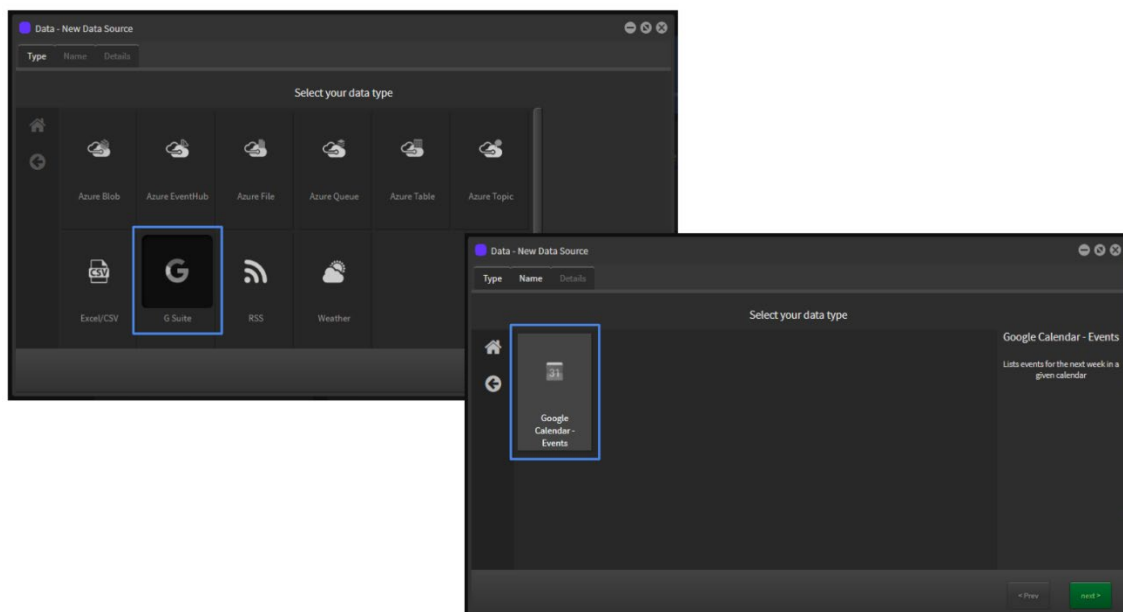 Data - New Data Source
Type Name Details
Select your data type
Azure Blob Azure EventHub Azure File Azure Queue Azure Table Azure Topic
CSV
G
Excel/CSV G Suite RSS Weather
Data - New Data Source
Type Name Details
Select your data type
31
Google
Calendar -
Events
Google Calendar - Events
Lists events for the next week in a
given calendar
< Prev next >